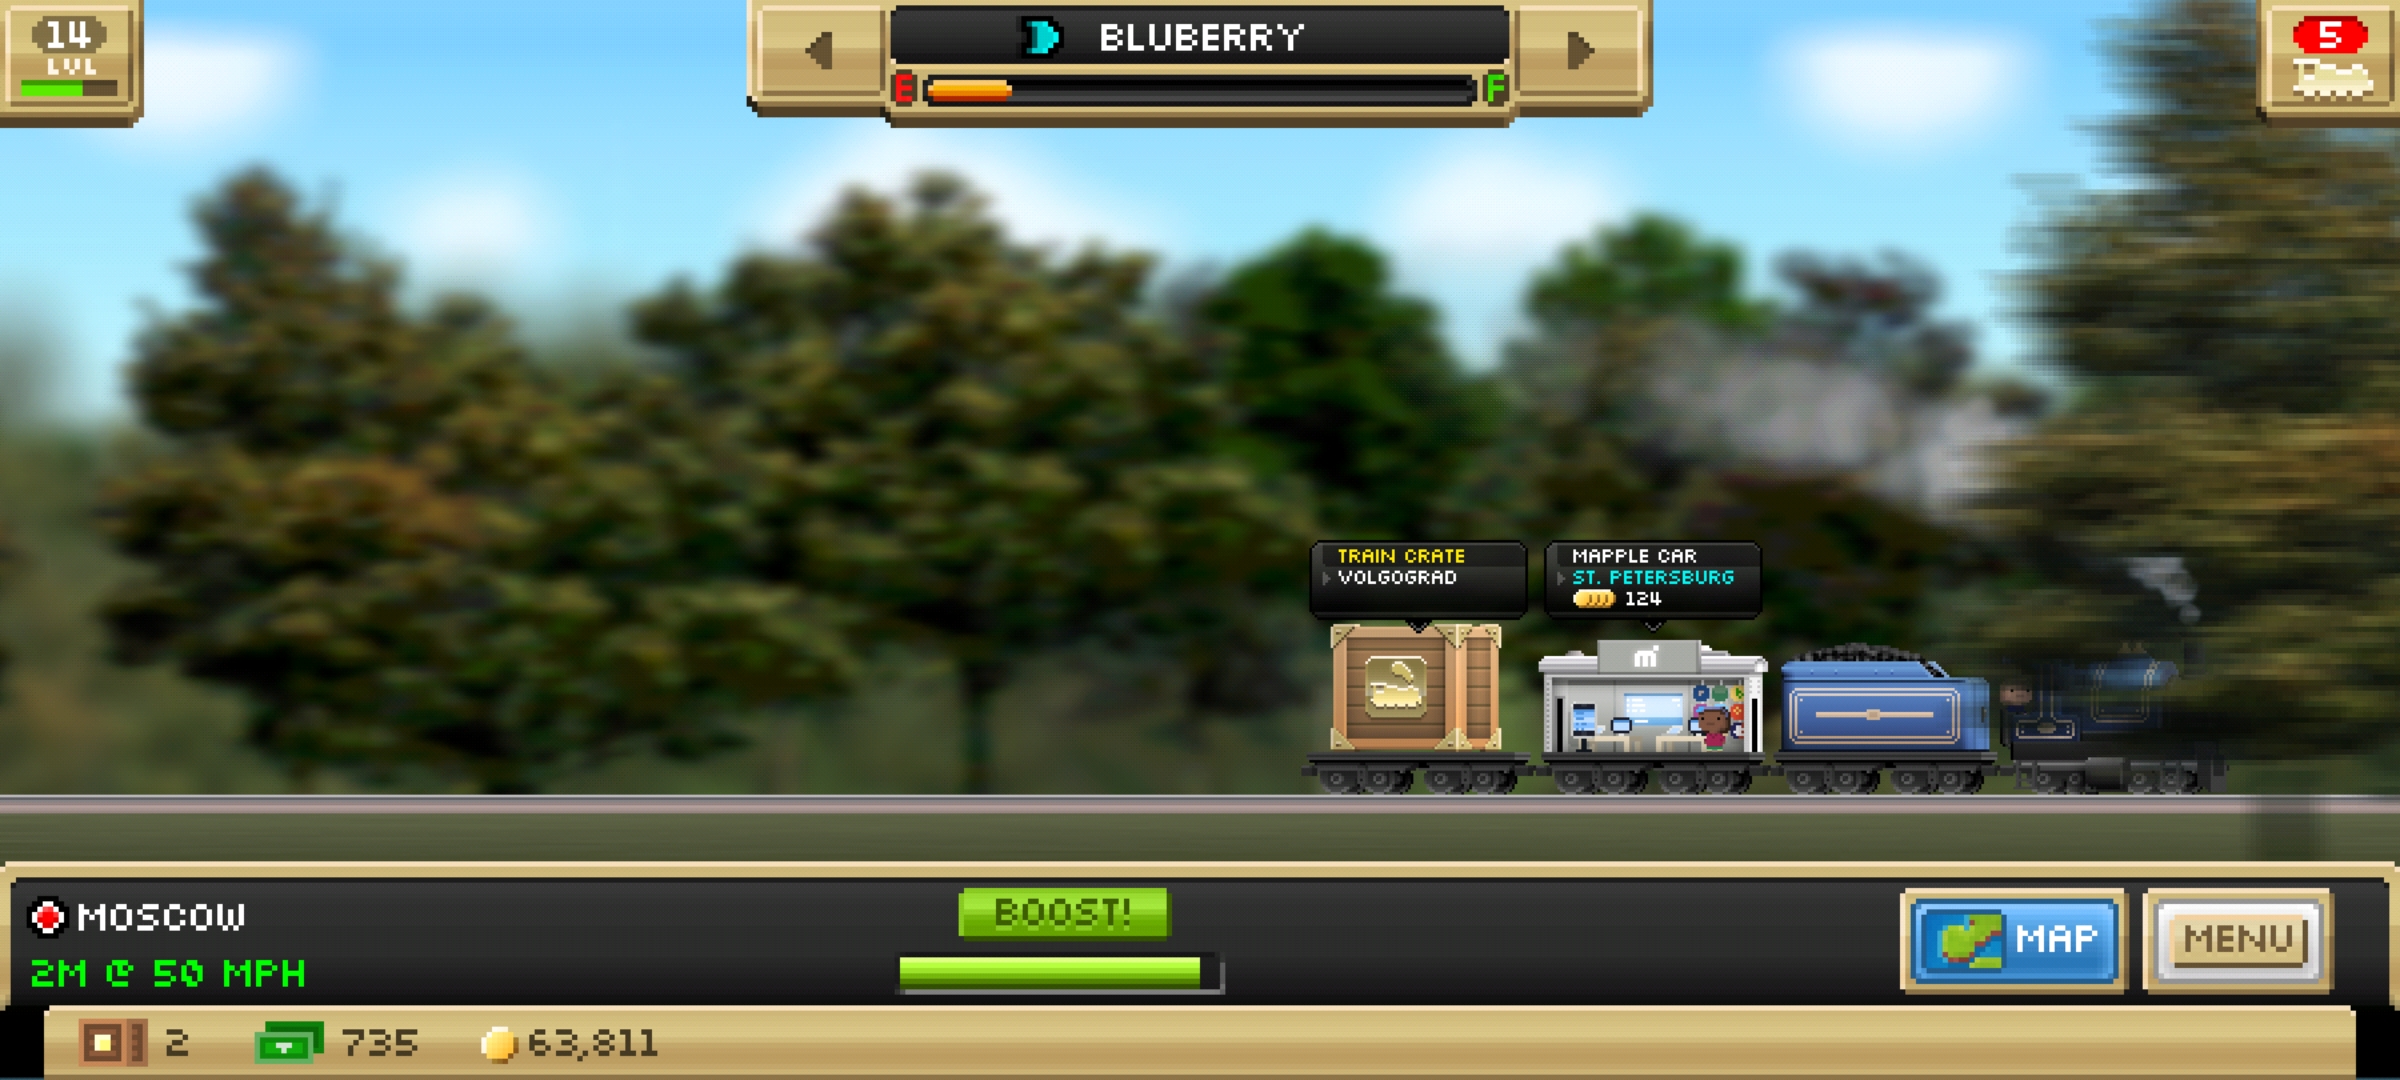 14
LVL
BLUBERRY
E
F
5
TRAIN CRATE
VOLGOGRAD
MAPPLE CAR
ST. PETERSBURG
124
m
MOSCOW
2M @ 50 MPH
BOOST!
MAP
MENU
2
735
63,811